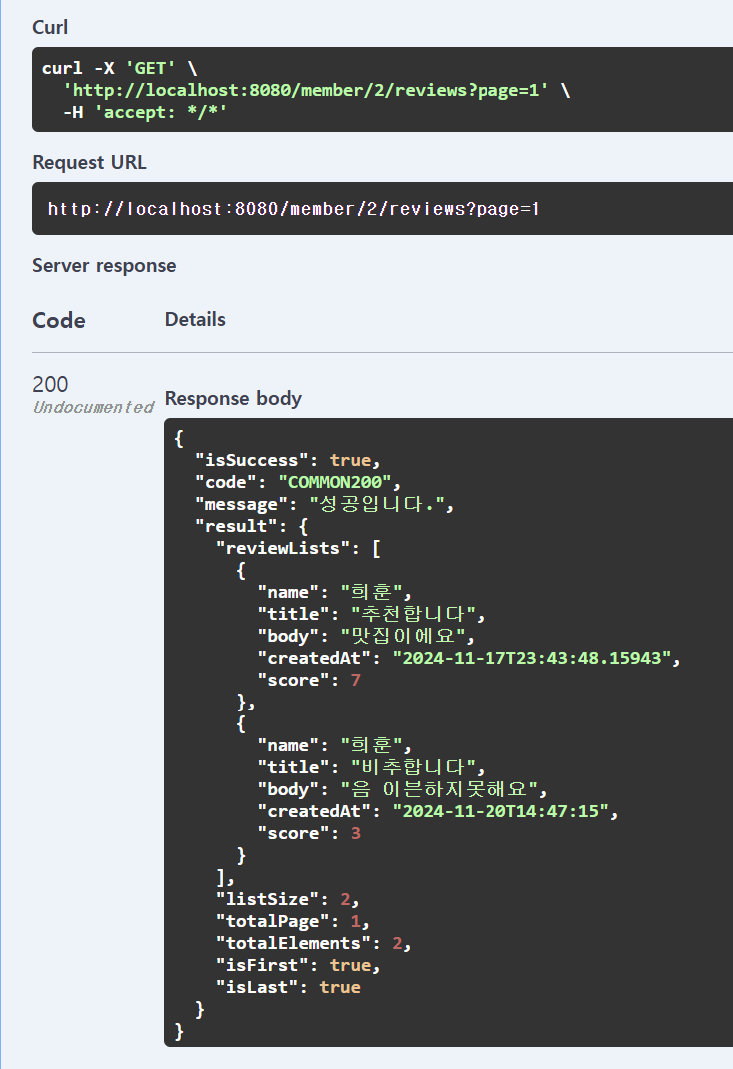 Curl
curl -X 'GET' \
  'http://localhost:8080/member/2/reviews?page=1' \
  -H 'accept: */*'
Request URL
http://localhost:8080/member/2/reviews?page=1
Server response
Code Details
200
Undocumented
Response body
{
  "isSuccess": true,
  "code": "COMMON200",
  "message": "성공입니다.",
  "result": {
    "reviewLists": [
      {
        "name": "희훈",
        "title": "추천합니다",
        "body": "맛집이에요",
        "createdAt": "2024-11-17T23:43:48.15943",
        "score": 7
      },
      {
        "name": "희훈",
        "title": "비추합니다",
        "body": "음 이븐하지못해요",
        "createdAt": "2024-11-20T14:47:15",
        "score": 3
      }
    ],
    "listSize": 2,
    "totalPage": 1,
    "totalElements": 2,
    "isFirst": true,
    "isLast": true
  }
}